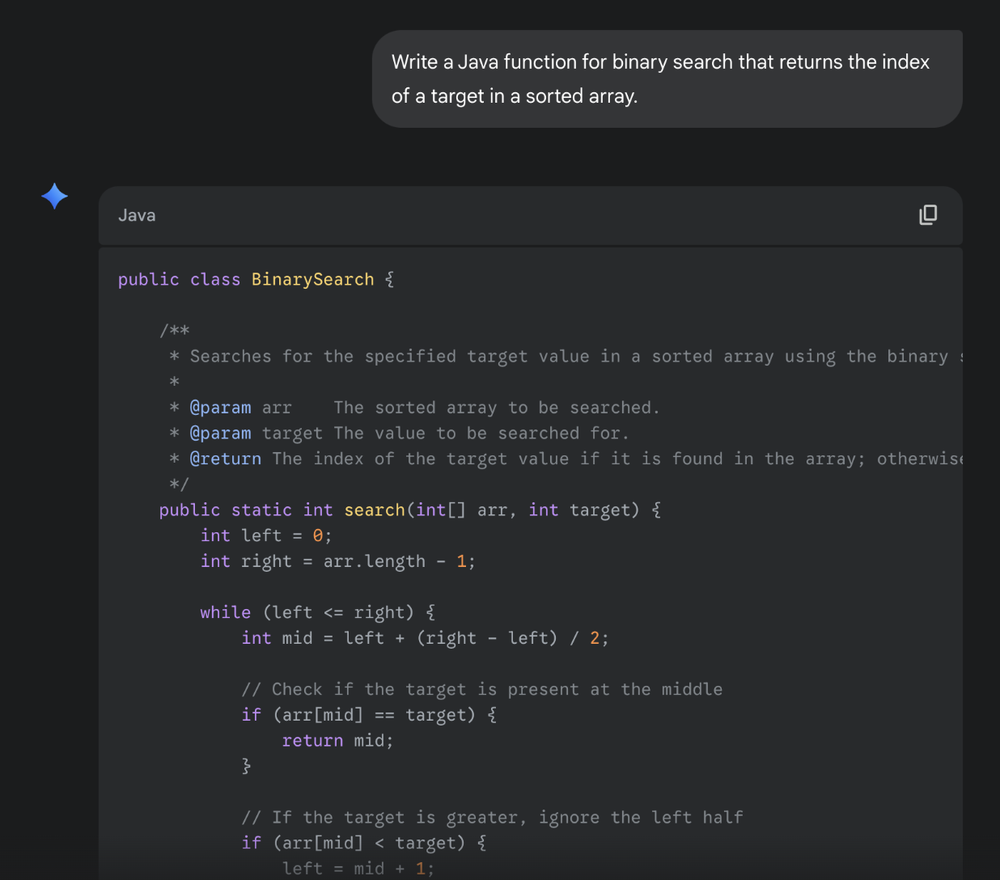 Write a Java function for binary search that returns the index
of a target in a sorted array.
Java
public class BinarySearch {
/**
* Searches for the specified target value in a sorted array using the binary
*
* @param arr    The sorted array to be searched.
* @param target The value to be searched for.
* @return The index of the target value if it is found in the array; otherwise
*/
public static int search(int[] arr, int target) {
int left = 0;
int right = arr.length - 1;
while (left <= right) {
int mid = left + (right - left) / 2;
// Check if the target is present at the middle
if (arr[mid] == target) {
return mid;
}
// If the target is greater, ignore the left half
if (arr[mid] < target) {
left = mid + 1;